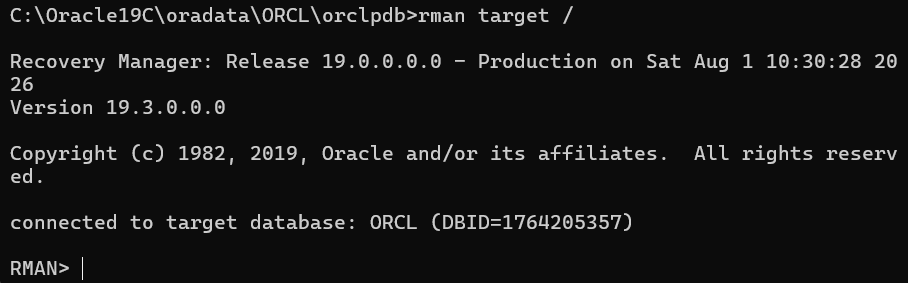 C:\Oracle19C\oradata\ORCL\orclpdb>rman target /
Recovery Manager: Release 19.0.0.0.0 - Production on Sat Aug 1 10:30:28 20
26
Version 19.3.0.0.0
Copyright (c) 1982, 2019, Oracle and/or its affiliates.  All rights reserv
ed.
connected to target database: ORCL (DBID=1764205357)
RMAN>